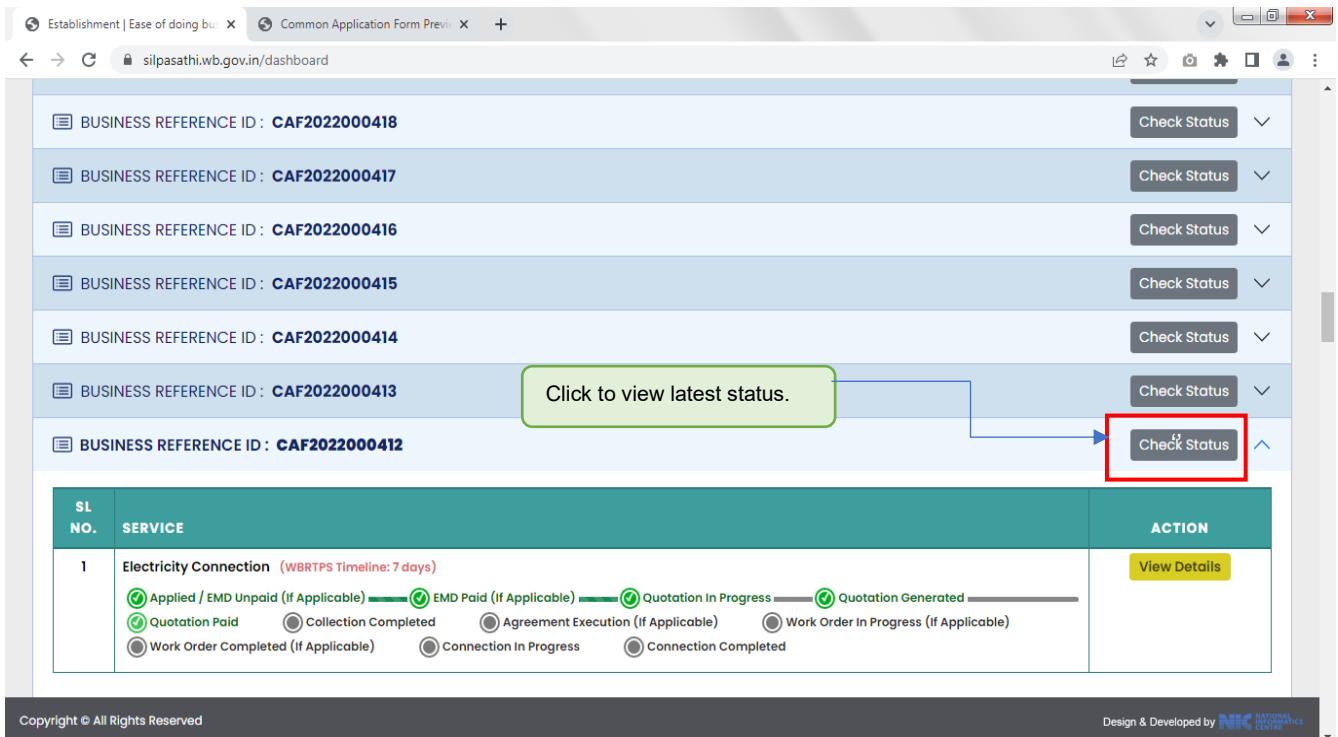 Establishment | Ease of doing bus
Common Application Form Previ
silpasathi.wb.gov.in/dashboard
BUSINESS REFERENCE ID : CAF2022000418 Check Status
BUSINESS REFERENCE ID : CAF2022000417 Check Status
BUSINESS REFERENCE ID : CAF2022000416 Check Status
BUSINESS REFERENCE ID : CAF2022000415 Check Status
BUSINESS REFERENCE ID : CAF2022000414 Check Status
BUSINESS REFERENCE ID : CAF2022000413 Check Status
Click to view latest status.
BUSINESS REFERENCE ID : CAF2022000412 Check Status
SL NO. SERVICE ACTION
1 Electricity Connection (WBRTPS Timeline: 7 days) View Details
Applied / EMD Unpaid (If Applicable) EMD Paid (If Applicable) Quotation In Progress Quotation Generated
Quotation Paid Collection Completed Agreement Execution (If Applicable) Work Order In Progress (If Applicable)
Work Order Completed (If Applicable) Connection In Progress Connection Completed
Copyright © All Rights Reserved Design & Developed by NIC NATIONAL INFORMATICS CENTRE